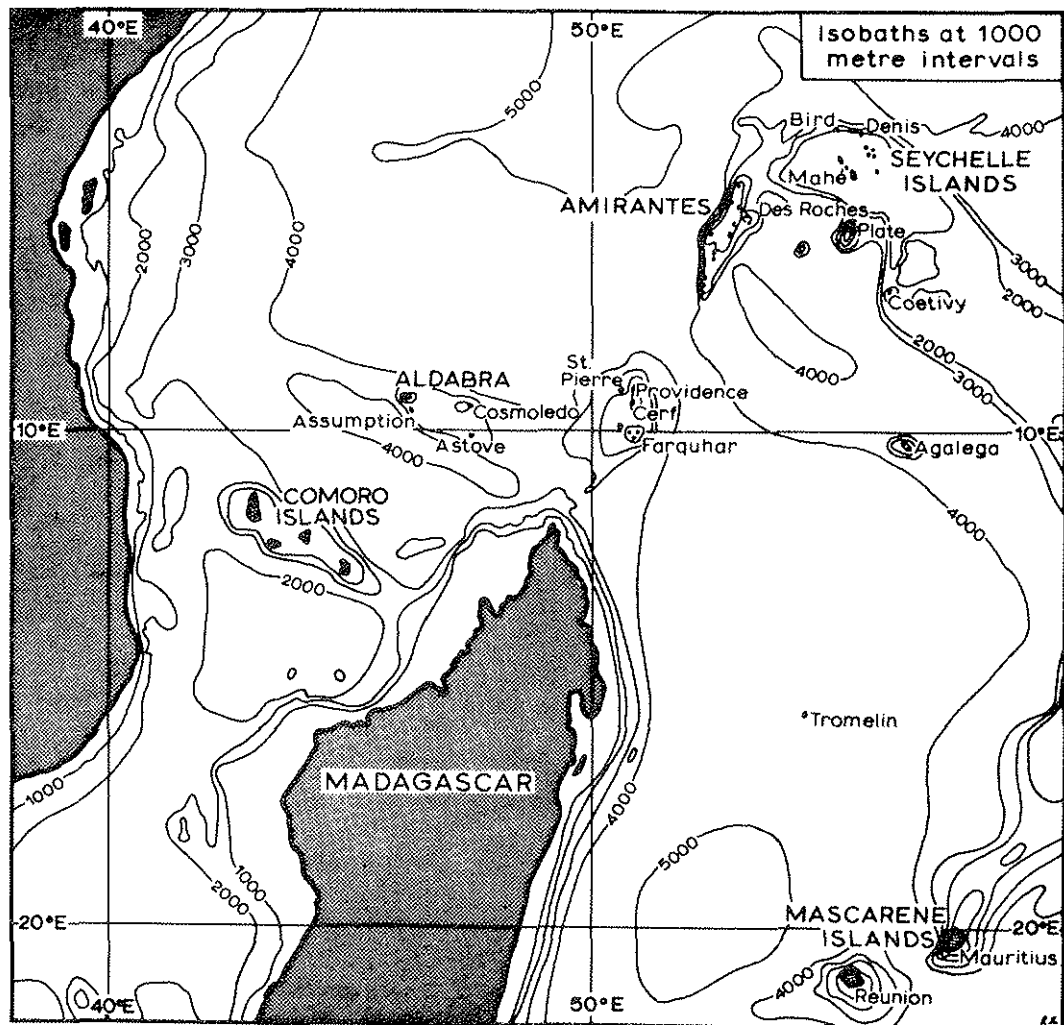 40°E
50°E
Isobaths at 1000
metre intervals
5000
4000
Bird
Denis
SEYCHELLE
ISLANDS
Mahé
AMIRANTES
Des Roches
Plate
2000
3000
4000
3000
2000
Coetivy
2000
3000
4000
St.
Pierre
Providence
Cerf
ALDABRA
Cosmoledo
Assumption
10°E
Astove
Farquhar
10°E
Agalega
4000
4000
COMORO
ISLANDS
2000
Tromelin
MADAGASCAR
1000
4000
5000
1000
2000
20°E
MASCARENE
ISLANDS
20°E
Mauritius
4000
Reunion
40°E
50°E